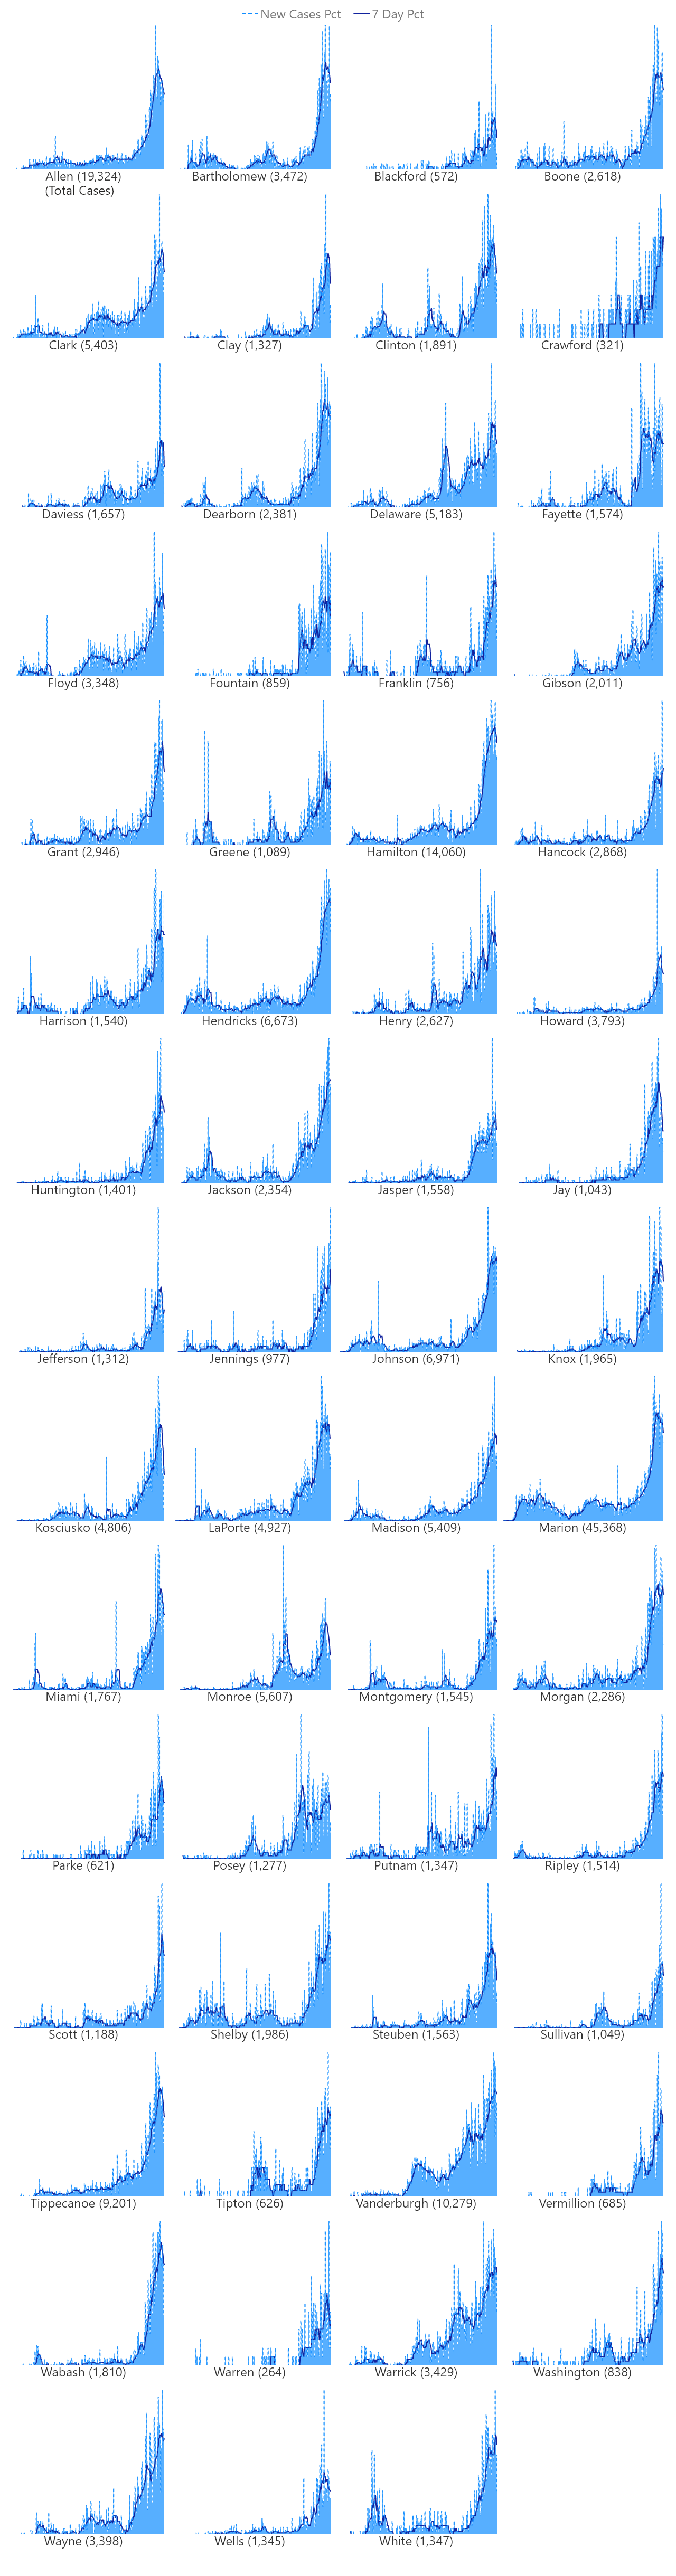 New Cases Pct 7 Day Pct
Allen (19,324) Bartholomew (3,472) Blackford (572) Boone (2,618)
(Total Cases)
Clark (5,403) Clay (1,327) Clinton (1,891) Crawford (321)
Daviess (1,657) Dearborn (2,381) Delaware (5,183) Fayette (1,574)
Floyd (3,348) Fountain (859) Franklin (756) Gibson (2,011)
Grant (2,946) Greene (1,089) Hamilton (14,060) Hancock (2,868)
Harrison (1,540) Hendricks (6,673) Henry (2,627) Howard (3,793)
Huntington (1,401) Jackson (2,354) Jasper (1,558) Jay (1,043)
Jefferson (1,312) Jennings (977) Johnson (6,971) Knox (1,965)
Kosciusko (4,806) LaPorte (4,927) Madison (5,409) Marion (45,368)
Miami (1,767) Monroe (5,607) Montgomery (1,545) Morgan (2,286)
Parke (621) Posey (1,277) Putnam (1,347) Ripley (1,514)
Scott (1,188) Shelby (1,986) Steuben (1,563) Sullivan (1,049)
Tippecanoe (9,201) Tipton (626) Vanderburgh (10,279) Vermillion (685)
Wabash (1,810) Warren (264) Warrick (3,429) Washington (838)
Wayne (3,398) Wells (1,345) White (1,347)